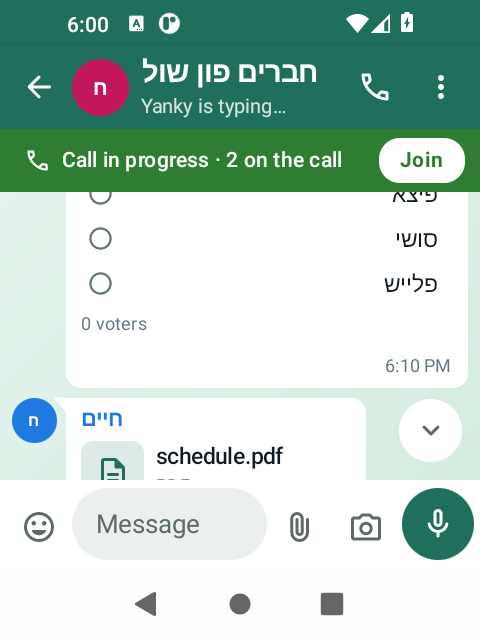 6:00
חברים פון שול
ח
Yanky is typing...
Call in progress · 2 on the call
Join
פיצא
סושי
פלייש
0 voters
6:10 PM
חיים
ח
schedule.pdf
Message